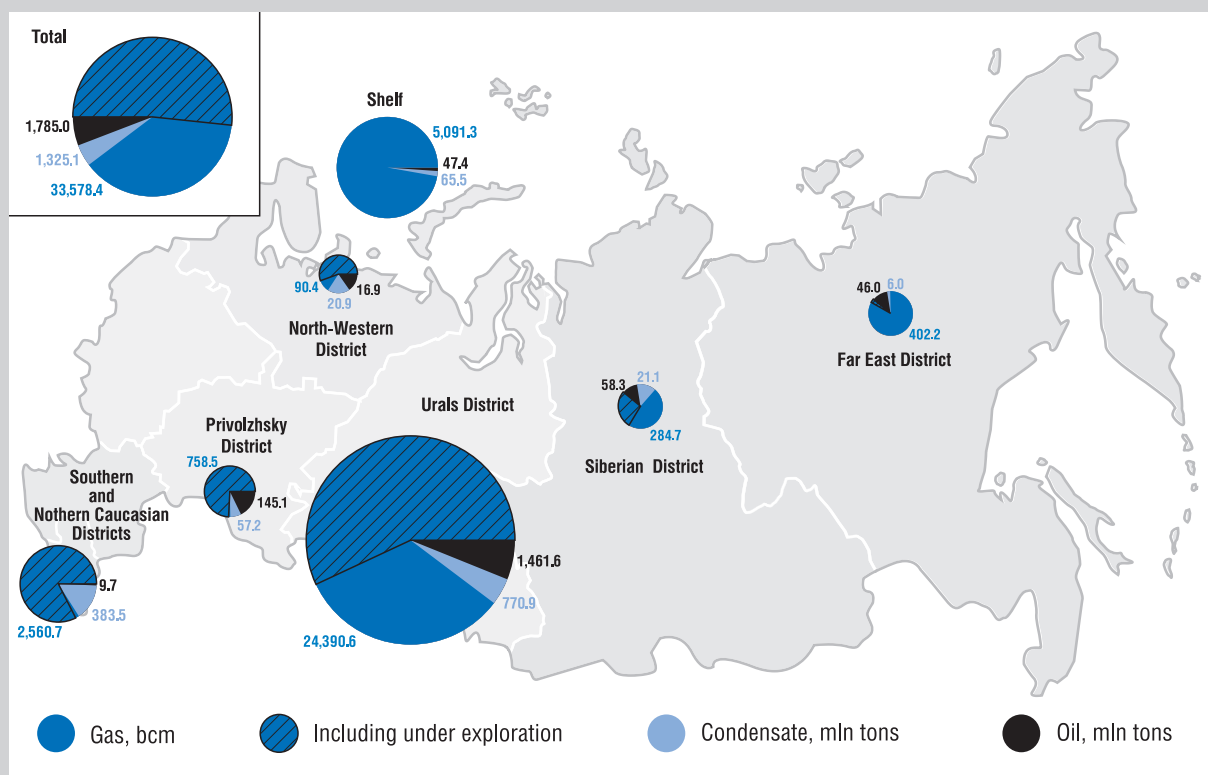 Total
1,785.0
1,325.1
33,578.4
Shelf
5,091.3
47.4
65.5
90.4
16.9
20.9
North-Western
District
46.0
6.0
402.2
Far East District
58.3
21.1
284.7
Siberian District
Urals District
1,461.6
770.9
24,390.6
Privolzhsky
District
758.5
145.1
57.2
Southern
and
Nothern Caucasian
Districts
9.7
383.5
2,560.7
Gas, bcm
Including under exploration
Condensate, mln tons
Oil, mln tons